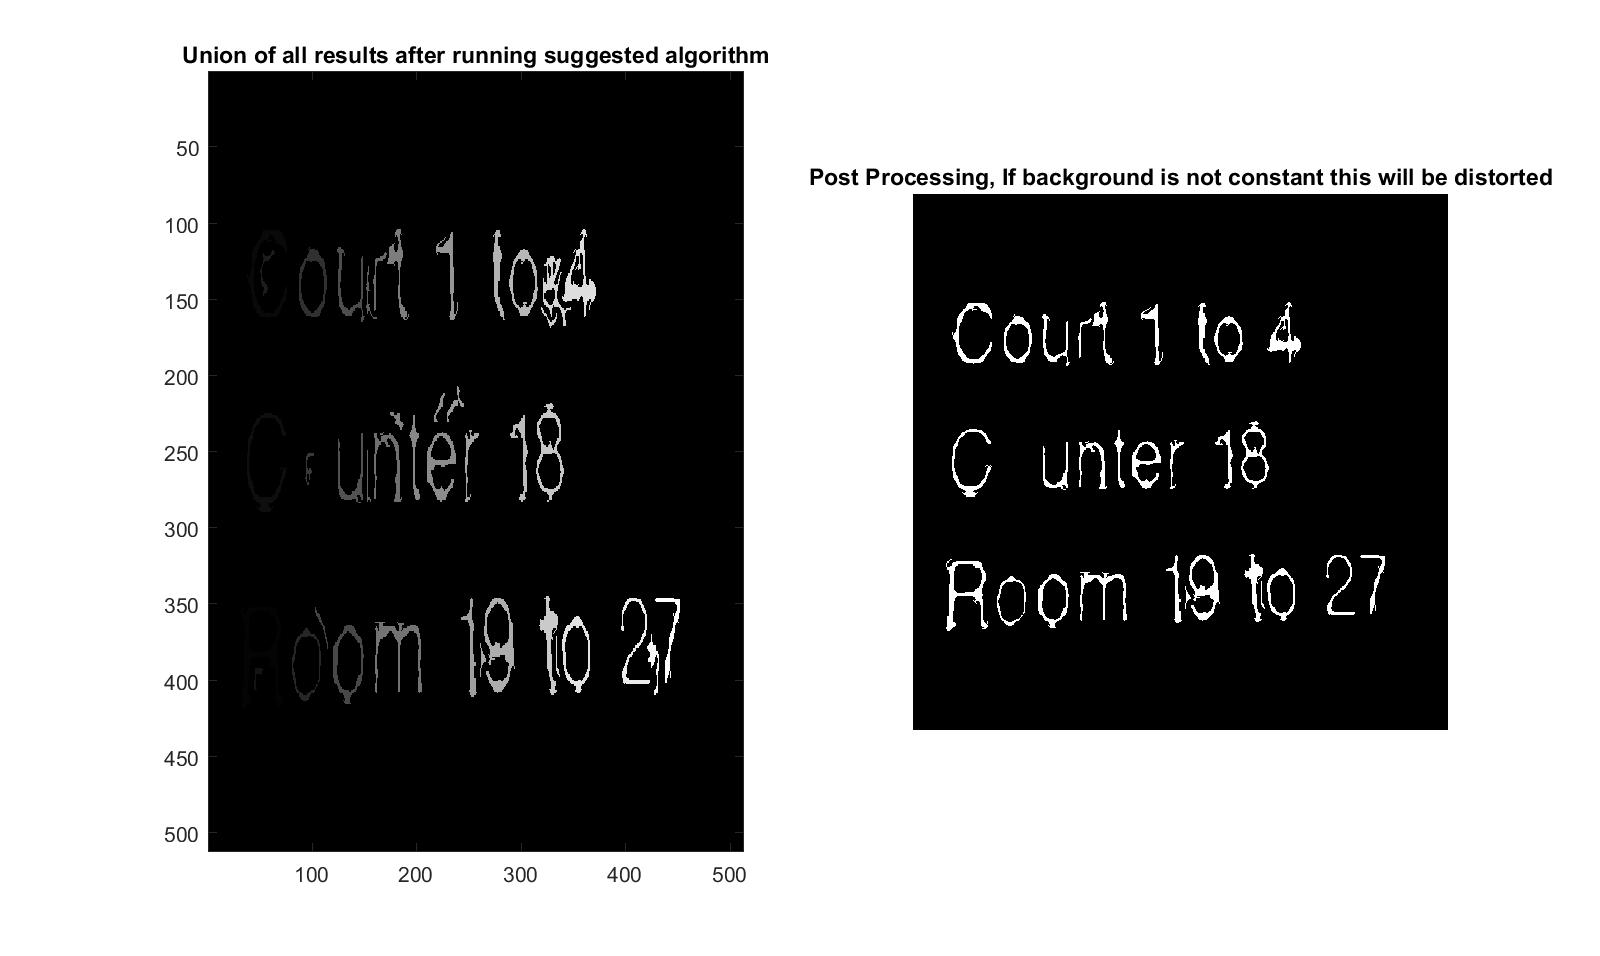 Union of all results after running suggested algorithm
50
100
150
200
250
300
350
400
450
500
100 200 300 400 500
Court 1 to 4
C unter 18
Room 19 to 27
Post Processing, If background is not constant this will be distorted
Court 1 to 4
C unter 18
Room 19 to 27